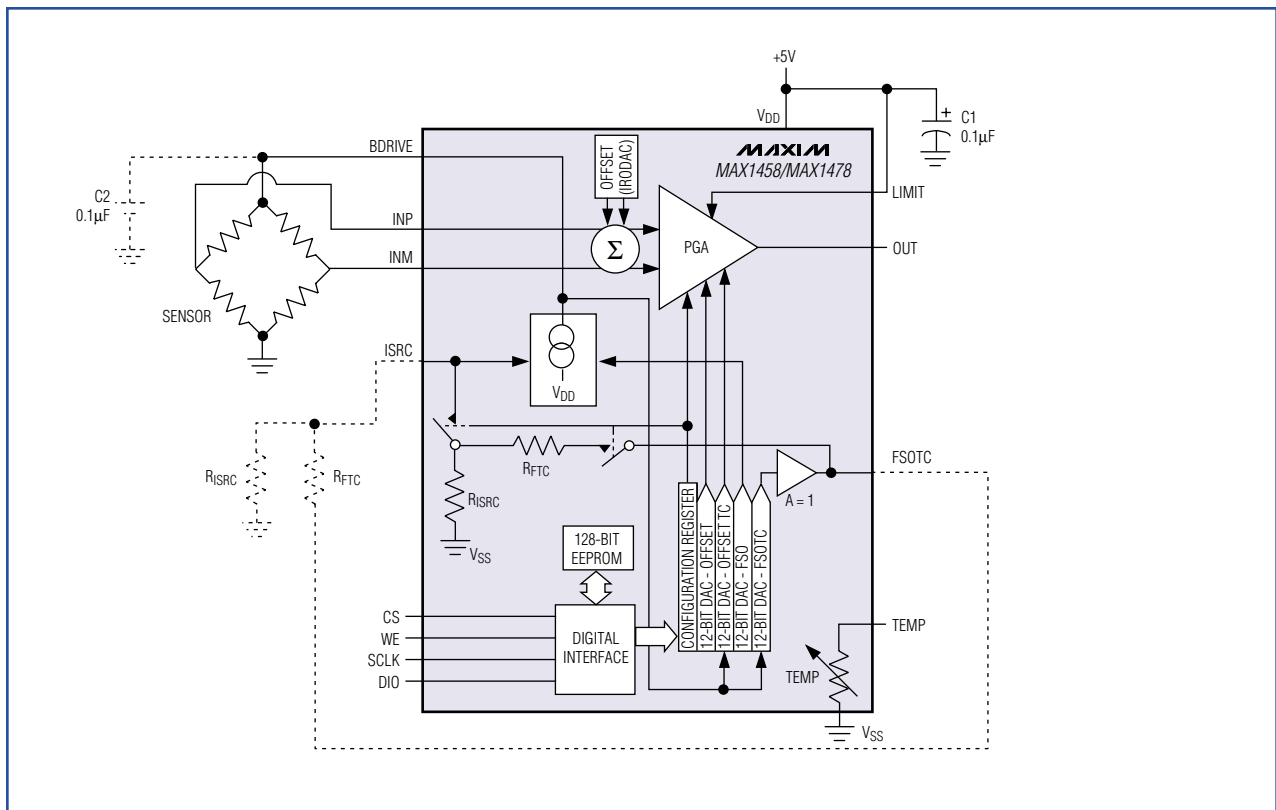 +5V
VDD
C1
0.1µF
+
BDRIVE
OFFSET
(IRODAC)
MAXIM
MAX1458/MAX1478
LIMIT
C2
0.1µF
INP
Σ
PGA
OUT
INM
SENSOR
ISRC
VDD
RISRC
RFTC
RFTC
RISRC
VSS
FSOTC
A = 1
128-BIT
EEPROM
CONFIGURATION REGISTER
12-BIT DAC - OFFSET
12-BIT DAC - OFFSET TC
12-BIT DAC - FSO
12-BIT DAC - FSOTC
CS
WE
SCLK
DIO
DIGITAL
INTERFACE
TEMP
TEMP
VSS